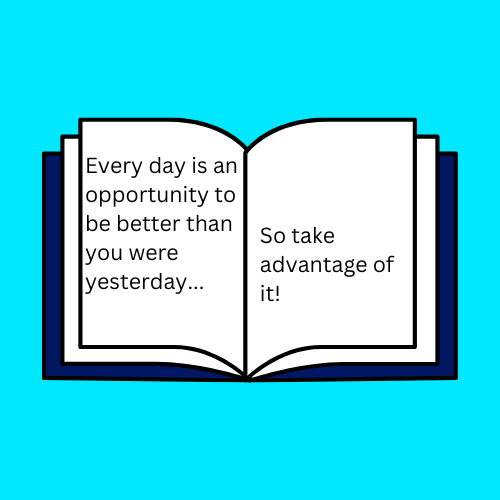 Every day is an
opportunity to
be better than
you were
yesterday...
So take
advantage of
it!